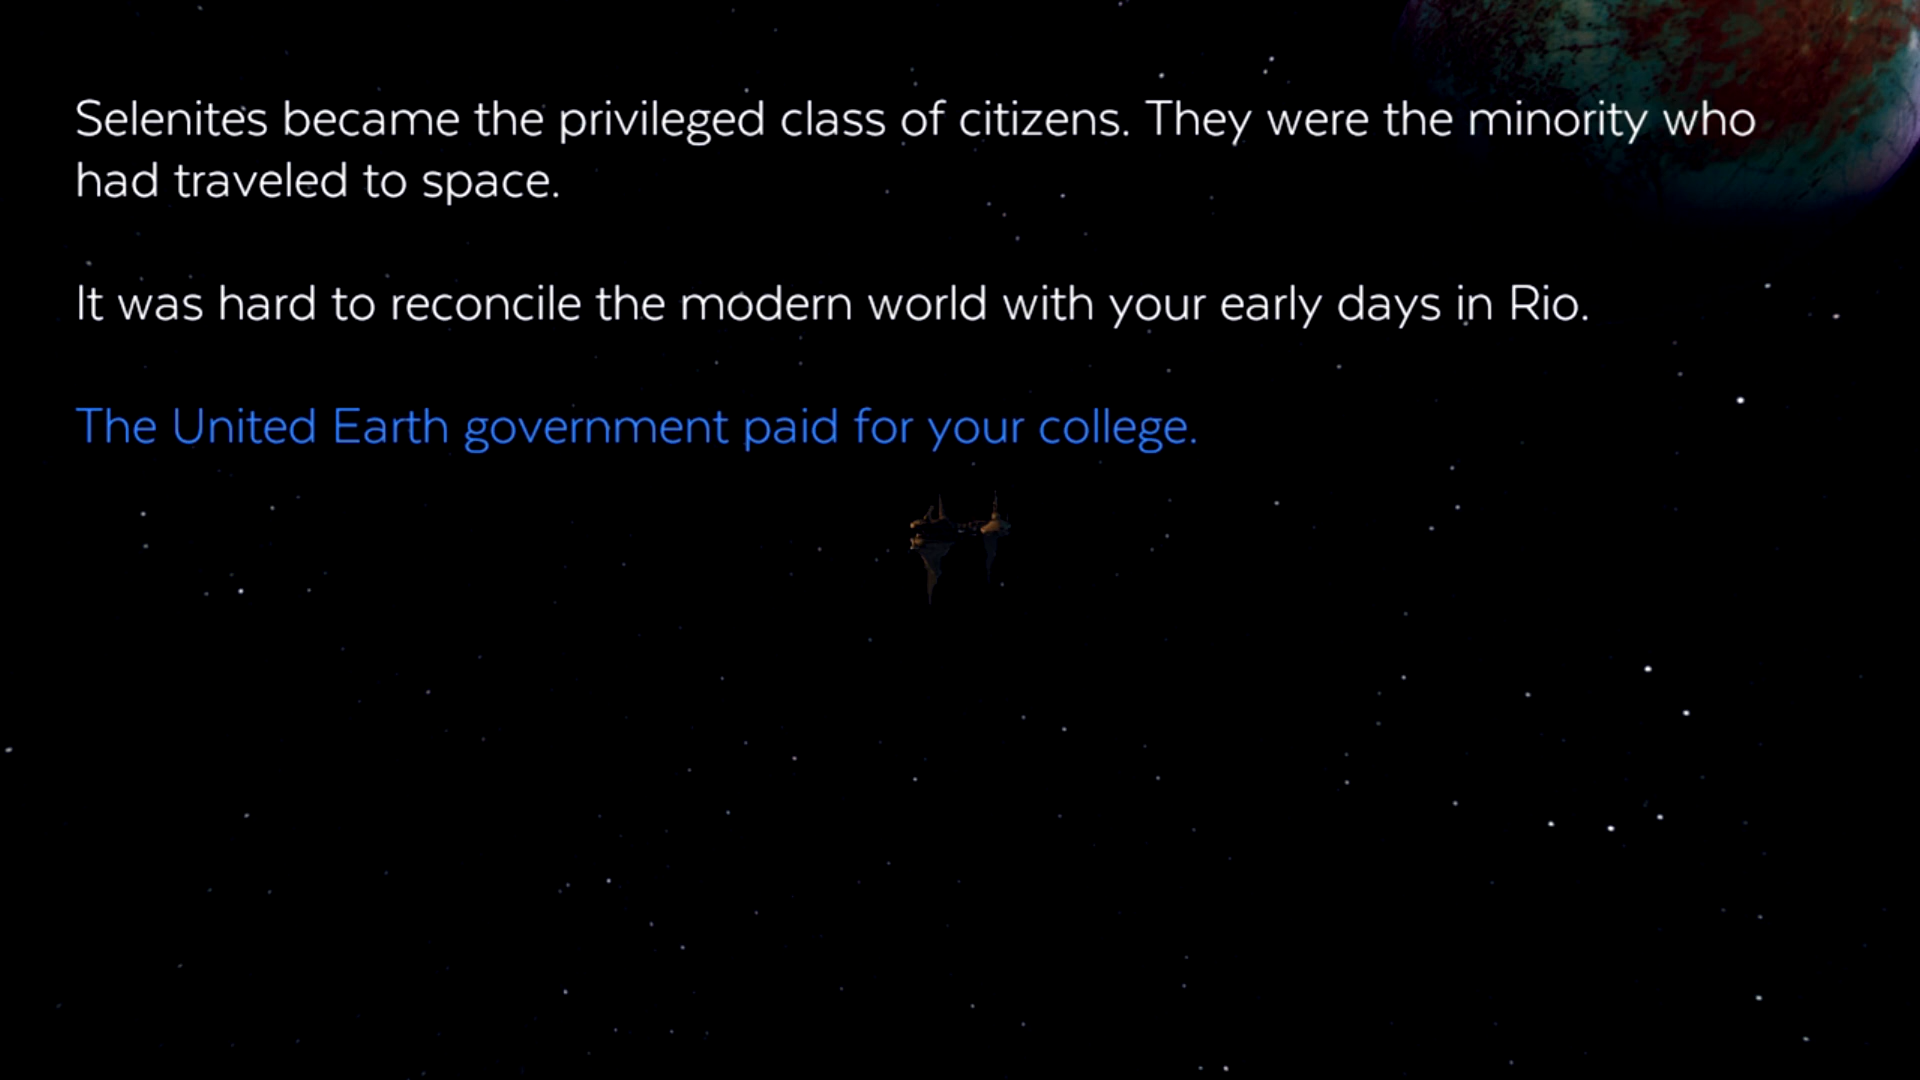 Selenites became the privileged class of citizens. They were the minority who
had traveled to space.
It was hard to reconcile the modern world with your early days in Rio.
The United Earth government paid for your college.